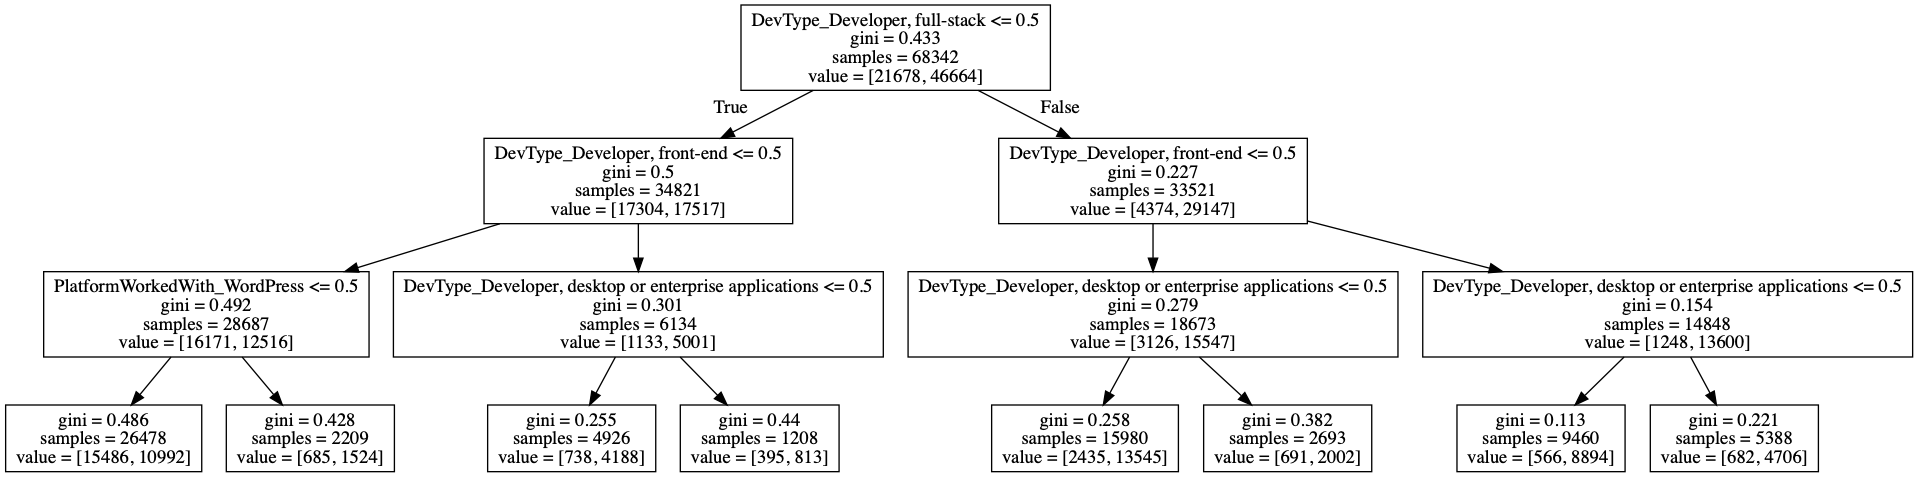 DevType_Developer, full-stack <= 0.5
gini = 0.433
samples = 68342
value = [21678, 46664]
True
False
DevType_Developer, front-end <= 0.5
gini = 0.5
samples = 34821
value = [17304, 17517]
DevType_Developer, front-end <= 0.5
gini = 0.227
samples = 33521
value = [4374, 29147]
PlatformWorkedWith_WordPress <= 0.5
gini = 0.492
samples = 28687
value = [16171, 12516]
DevType_Developer, desktop or enterprise applications <= 0.5
gini = 0.301
samples = 6134
value = [1133, 5001]
DevType_Developer, desktop or enterprise applications <= 0.5
gini = 0.279
samples = 18673
value = [3126, 15547]
DevType_Developer, desktop or enterprise applications <= 0.5
gini = 0.154
samples = 14848
value = [1248, 13600]
gini = 0.486
samples = 26478
value = [15486, 10992]
gini = 0.428
samples = 2209
value = [685, 1524]
gini = 0.255
samples = 4926
value = [738, 4188]
gini = 0.44
samples = 1208
value = [395, 813]
gini = 0.258
samples = 15980
value = [2435, 13545]
gini = 0.382
samples = 2693
value = [691, 2002]
gini = 0.113
samples = 9460
value = [566, 8894]
gini = 0.221
samples = 5388
value = [682, 4706]